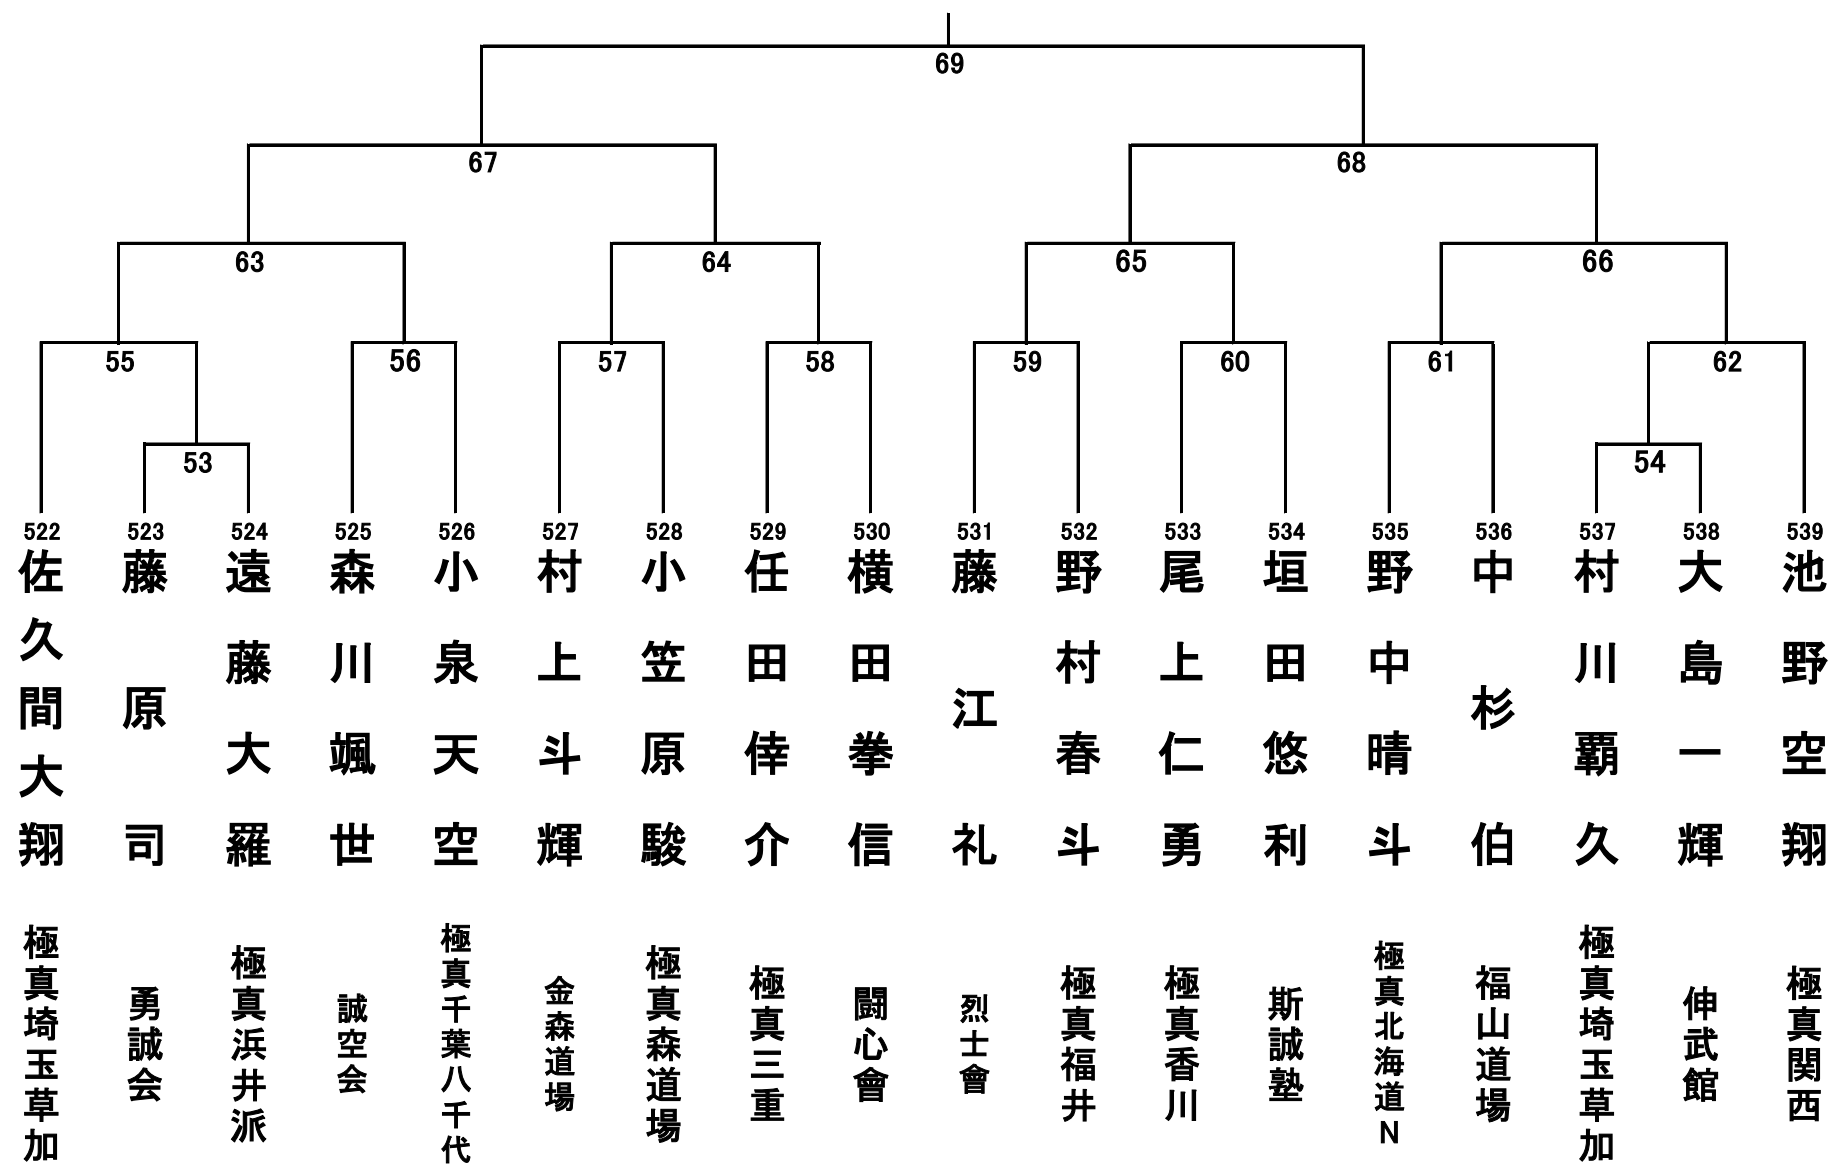 69
67
68
63
64
65
66
55
56
57
58
59
60
61
62
53
54
522
佐久間大翔
極真埼玉草加
523
藤原司
勇誠会
524
遠藤大羅
極真浜井派
525
森川颯世
誠空会
526
小泉天空
極真千葉八千代
527
村上斗輝
金森道場
528
小笠原駿
極真森道場
529
任田倖介
極真三重
530
横田拳信
闘心會
531
藤江礼
烈士會
532
野村春斗
極真福井
533
尾上仁勇
極真香川
534
垣田悠利
斯誠塾
535
野中晴斗
極真北海道N
536
中杉伯
福山道場
537
村川覇久
極真埼玉草加
538
大島一輝
伸武館
539
池野空翔
極真関西